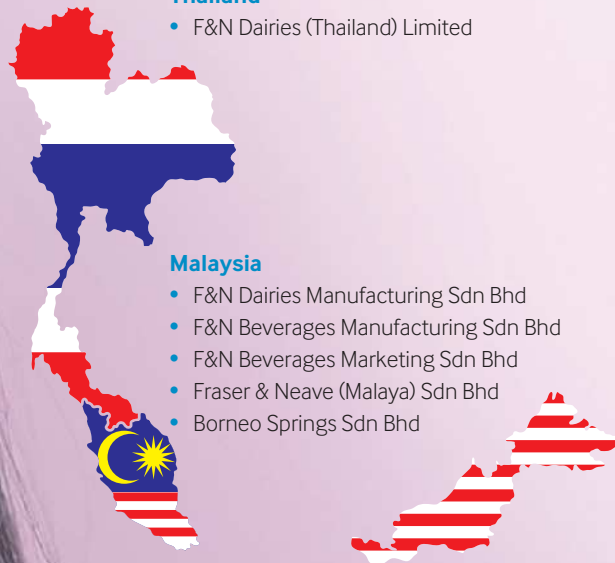 Thailand
• F&N Dairies (Thailand) Limited
Malaysia
• F&N Dairies Manufacturing Sdn Bhd
• F&N Beverages Manufacturing Sdn Bhd
• F&N Beverages Marketing Sdn Bhd
• Fraser & Neave (Malaya) Sdn Bhd
• Borneo Springs Sdn Bhd